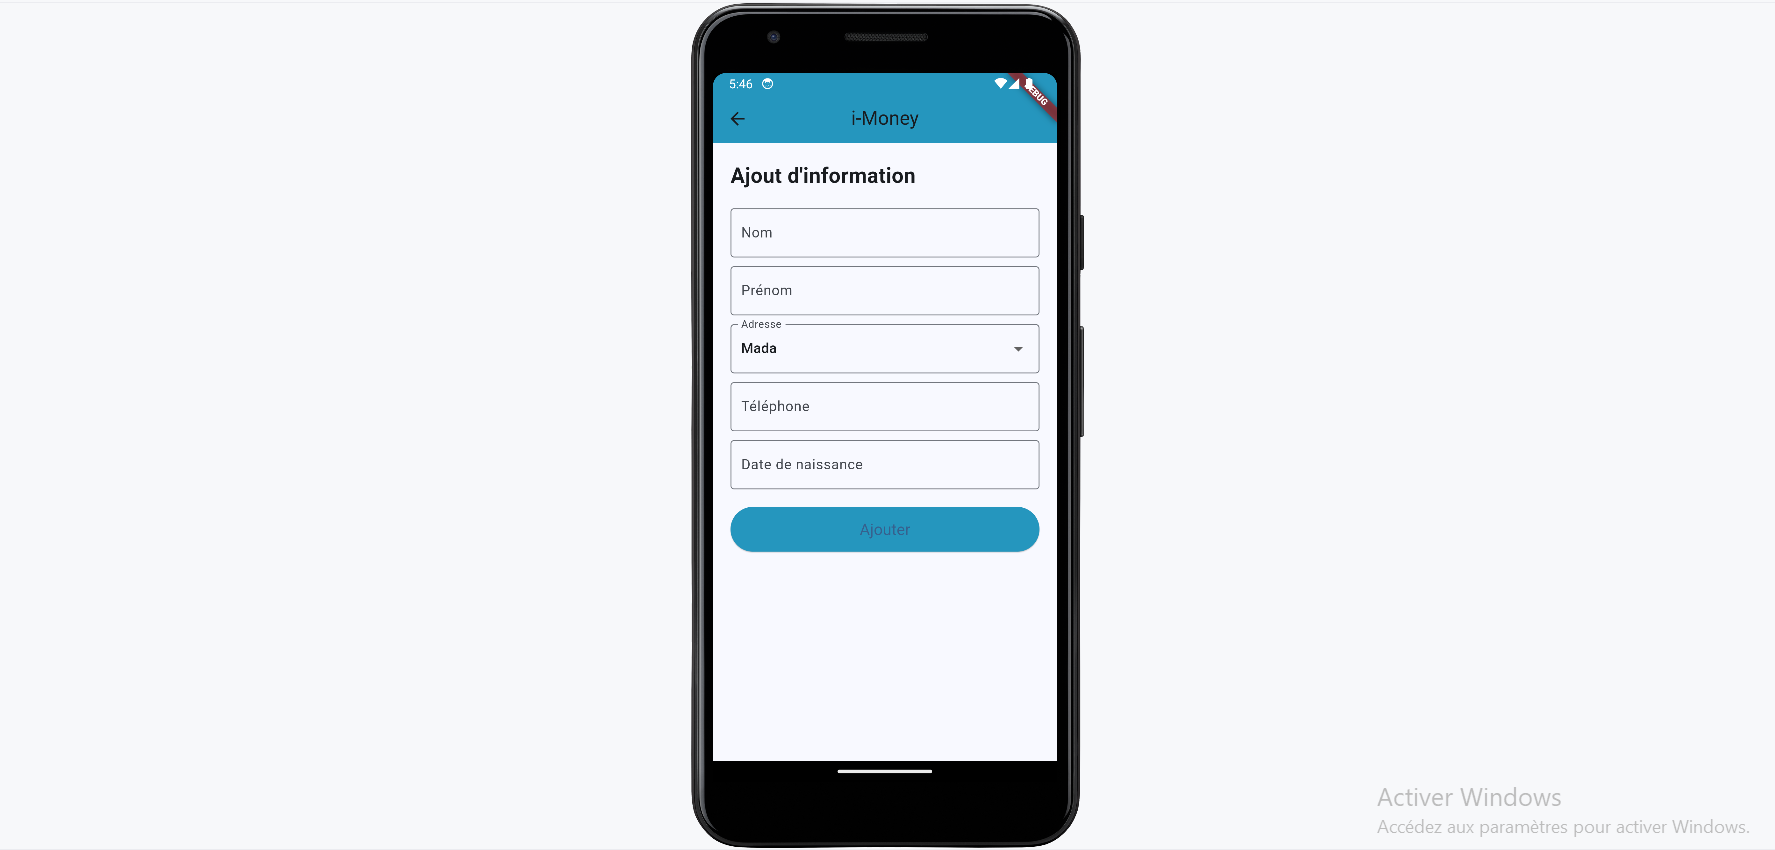 5:46
DEBUG
i-Money
Ajout d'information
Nom
Prénom
Adresse
Mada
Téléphone
Date de naissance
Ajouter
Activer Windows
Accédez aux paramètres pour activer Windows.